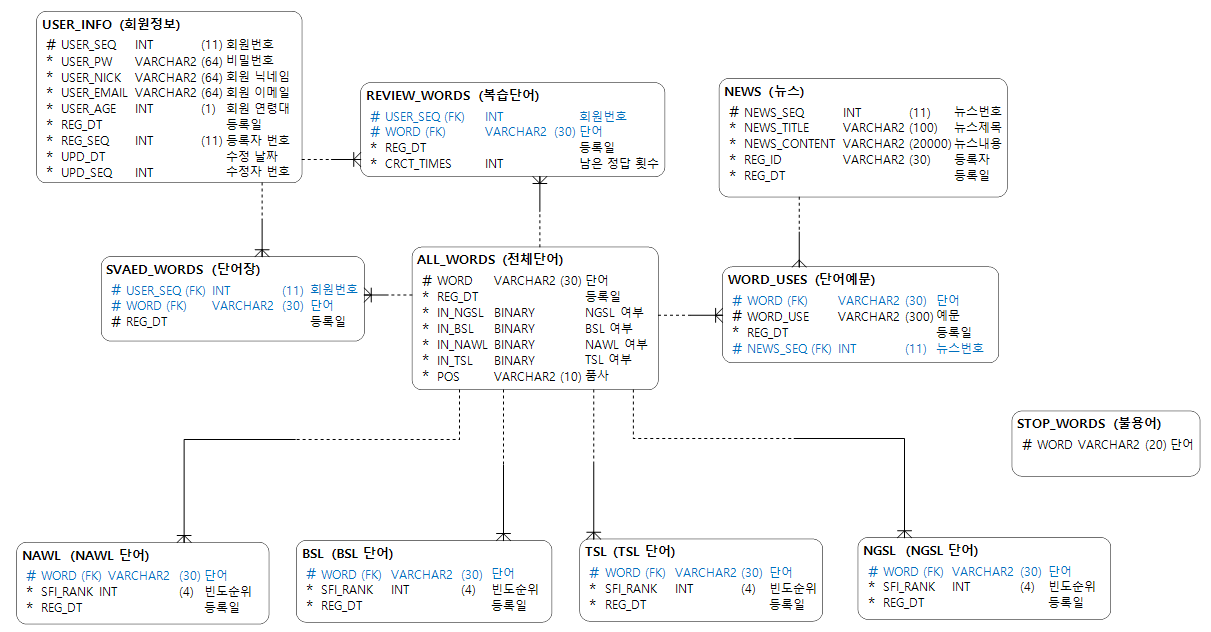 USER_INFO (회원정보)
# USER_SEQ INT (11) 회원번호
* USER_PW VARCHAR2 (64) 비밀번호
* USER_NICK VARCHAR2 (64) 회원 닉네임
* USER_EMAIL VARCHAR2 (64) 회원 이메일
* USER_AGE INT (1) 회원 연령대
* REG_DT 등록일
* REG_SEQ INT (11) 등록자 번호
* UPD_DT 수정 날짜
* UPD_SEQ INT 수정자 번호
REVIEW_WORDS (복습단어)
# USER_SEQ (FK) INT 회원번호
# WORD (FK) VARCHAR2 (30) 단어
* REG_DT 등록일
* CRCT_TIMES INT 남은 정답 횟수
NEWS (뉴스)
# NEWS_SEQ INT (11) 뉴스번호
* NEWS_TITLE VARCHAR2 (100) 뉴스제목
* NEWS_CONTENT VARCHAR2 (20000) 뉴스내용
* REG_ID VARCHAR2 (30) 등록자
* REG_DT 등록일
SVAED_WORDS (단어장)
# USER_SEQ (FK) INT (11) 회원번호
# WORD (FK) VARCHAR2 (30) 단어
# REG_DT 등록일
ALL_WORDS (전체단어)
# WORD VARCHAR2 (30) 단어
* REG_DT 등록일
* IN_NGSL BINARY NGSL 여부
* IN_BSL BINARY BSL 여부
* IN_NAWL BINARY NAWL 여부
* IN_TSL BINARY TSL 여부
* POS VARCHAR2 (10) 품사
WORD_USES (단어예문)
# WORD (FK) VARCHAR2 (30) 단어
# WORD_USE VARCHAR2 (300) 예문
* REG_DT 등록일
# NEWS_SEQ (FK) INT (11) 뉴스번호
STOP_WORDS (불용어)
# WORD VARCHAR2 (20) 단어
NAWL (NAWL 단어)
# WORD (FK) VARCHAR2 (30) 단어
* SFI_RANK INT (4) 빈도순위
* REG_DT 등록일
BSL (BSL 단어)
# WORD (FK) VARCHAR2 (30) 단어
* SFI_RANK INT (4) 빈도순위
* REG_DT 등록일
TSL (TSL 단어)
# WORD (FK) VARCHAR2 (30) 단어
* SFI_RANK INT (4) 빈도순위
* REG_DT 등록일
NGSL (NGSL 단어)
# WORD (FK) VARCHAR2 (30) 단어
* SFI_RANK INT (4) 빈도순위
* REG_DT 등록일